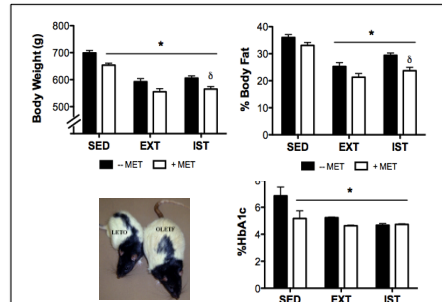 Body Weight (g)
800
700
600
500
*
δ
SED EXT IST
-- MET + MET
% Body Fat
40
30
20
10
0
*
δ
SED EXT IST
-- MET + MET
LETO OLETF
%HbA1c
8
6
4
2
0
*
SED EXT IST